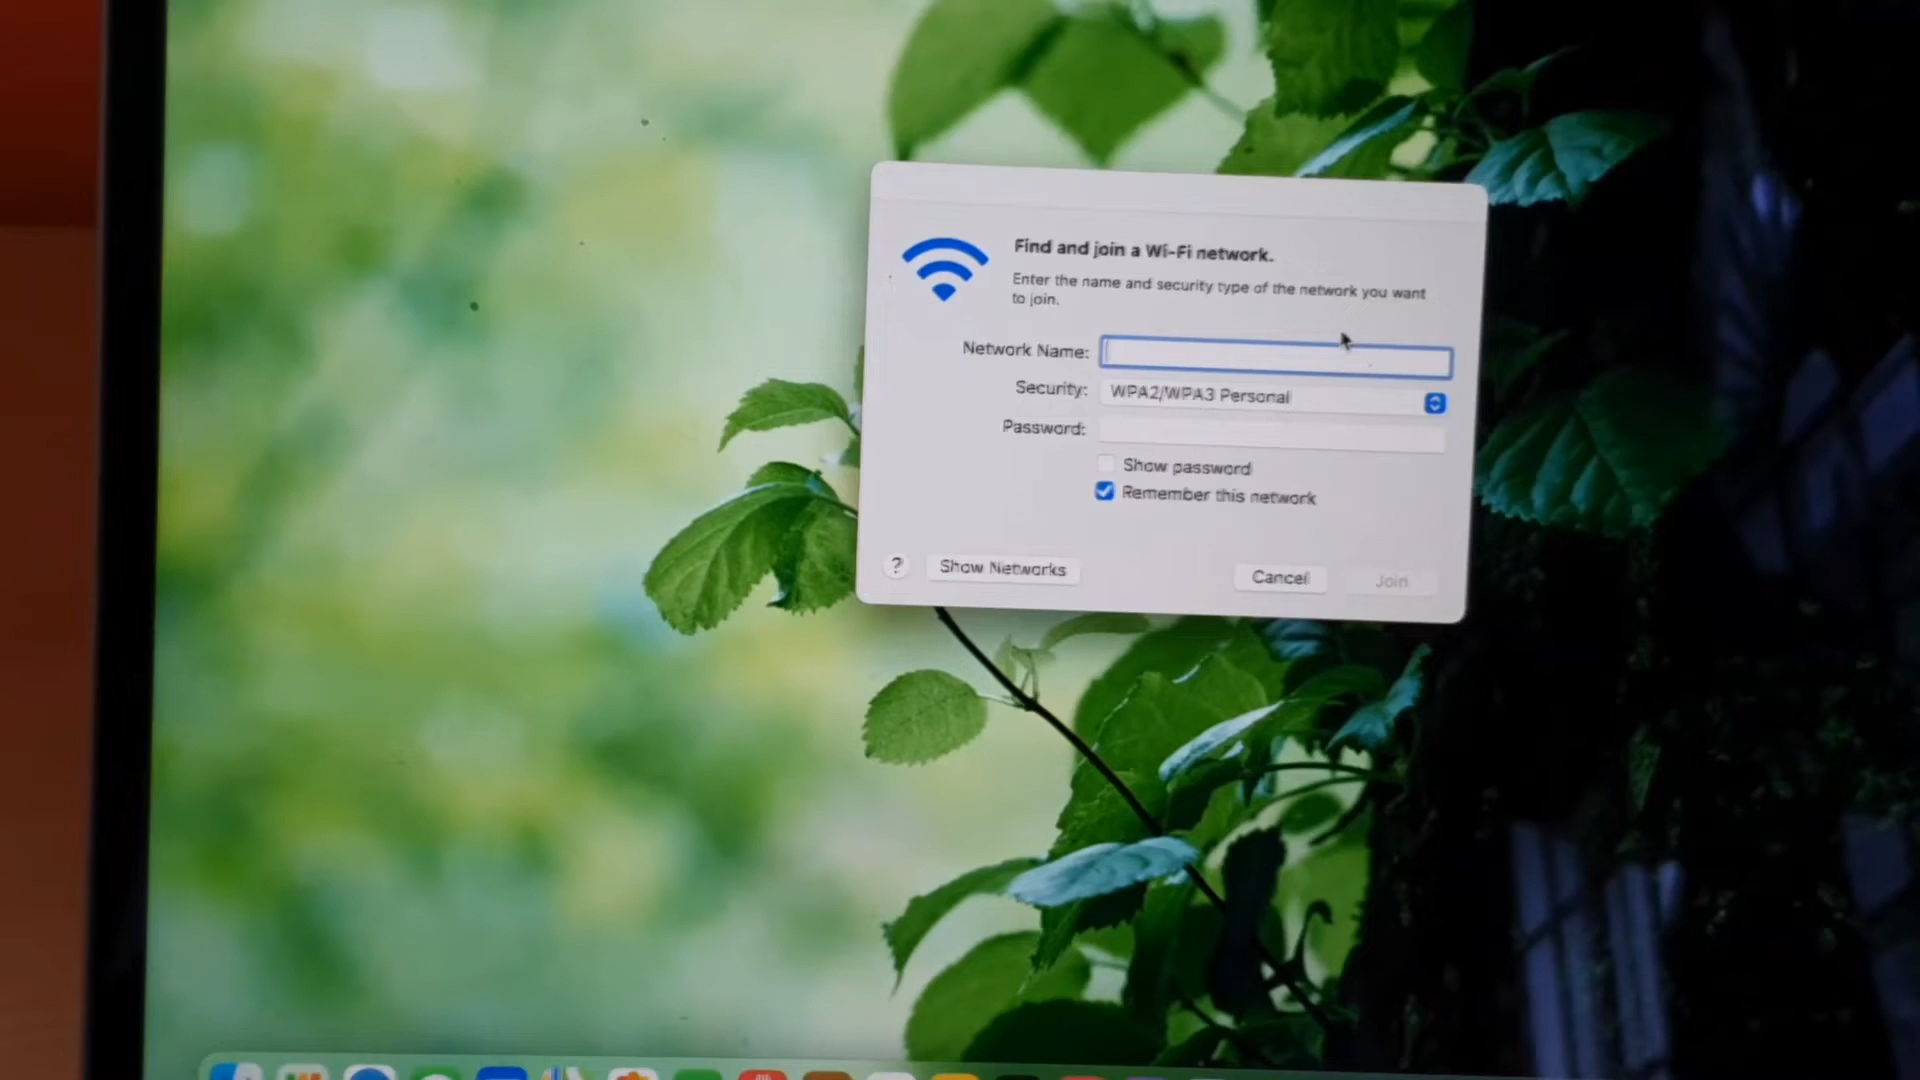 Find and join a Wi-Fi network.
Enter the name and security type of the network you want
to join.
Network Name:
Security: WPA2/WPA3 Personal
Password:
Show password
Remember this network
? Show Networks Cancel Join